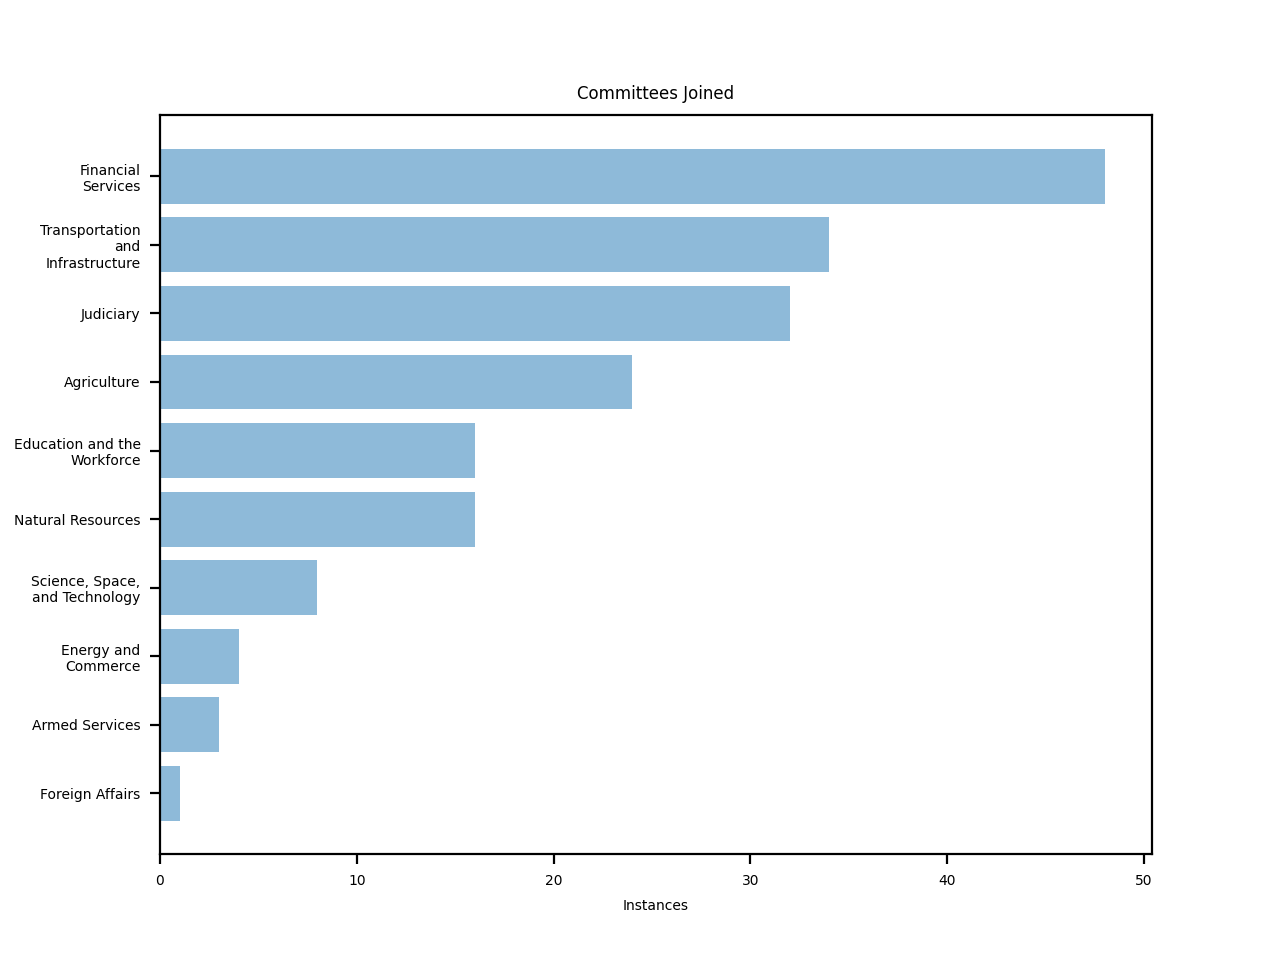 Committees Joined
Financial
Services
Transportation
and
Infrastructure
Judiciary
Agriculture
Education and the
Workforce
Natural Resources
Science, Space,
and Technology
Energy and
Commerce
Armed Services
Foreign Affairs
0 10 20 30 40 50
Instances